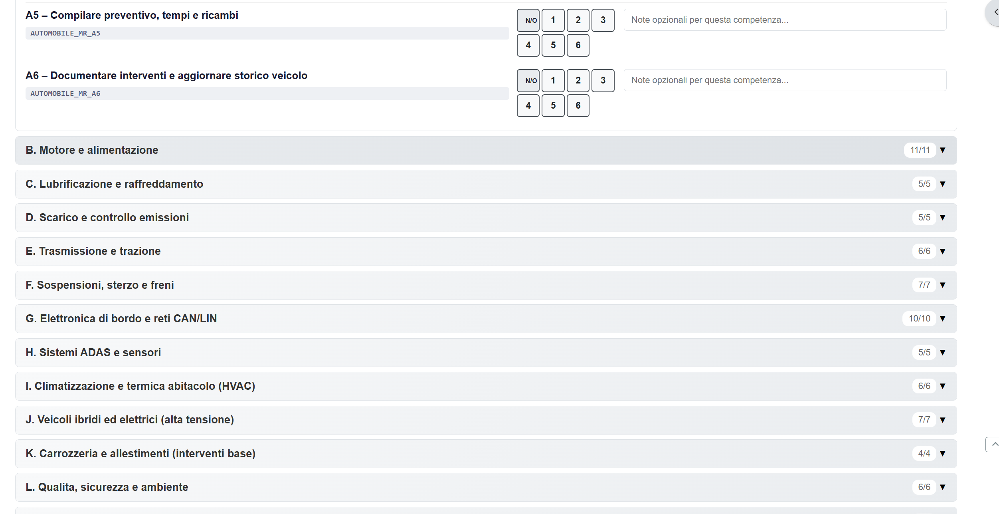 A5 – Compilare preventivo, tempi e ricambi
AUTOMOBILE_MR_A5
N/O 1 2 3
4 5 6
Note opzionali per questa competenza...
A6 – Documentare interventi e aggiornare storico veicolo
AUTOMOBILE_MR_A6
N/O 1 2 3
4 5 6
Note opzionali per questa competenza...
B. Motore e alimentazione 11/11 ▼
C. Lubrificazione e raffreddamento 5/5 ▼
D. Scarico e controllo emissioni 5/5 ▼
E. Trasmissione e trazione 6/6 ▼
F. Sospensioni, sterzo e freni 7/7 ▼
G. Elettronica di bordo e reti CAN/LIN 10/10 ▼
H. Sistemi ADAS e sensori 5/5 ▼
I. Climatizzazione e termica abitacolo (HVAC) 6/6 ▼
J. Veicoli ibridi ed elettrici (alta tensione) 7/7 ▼
K. Carrozzeria e allestimenti (interventi base) 4/4 ▼
L. Qualita, sicurezza e ambiente 6/6 ▼